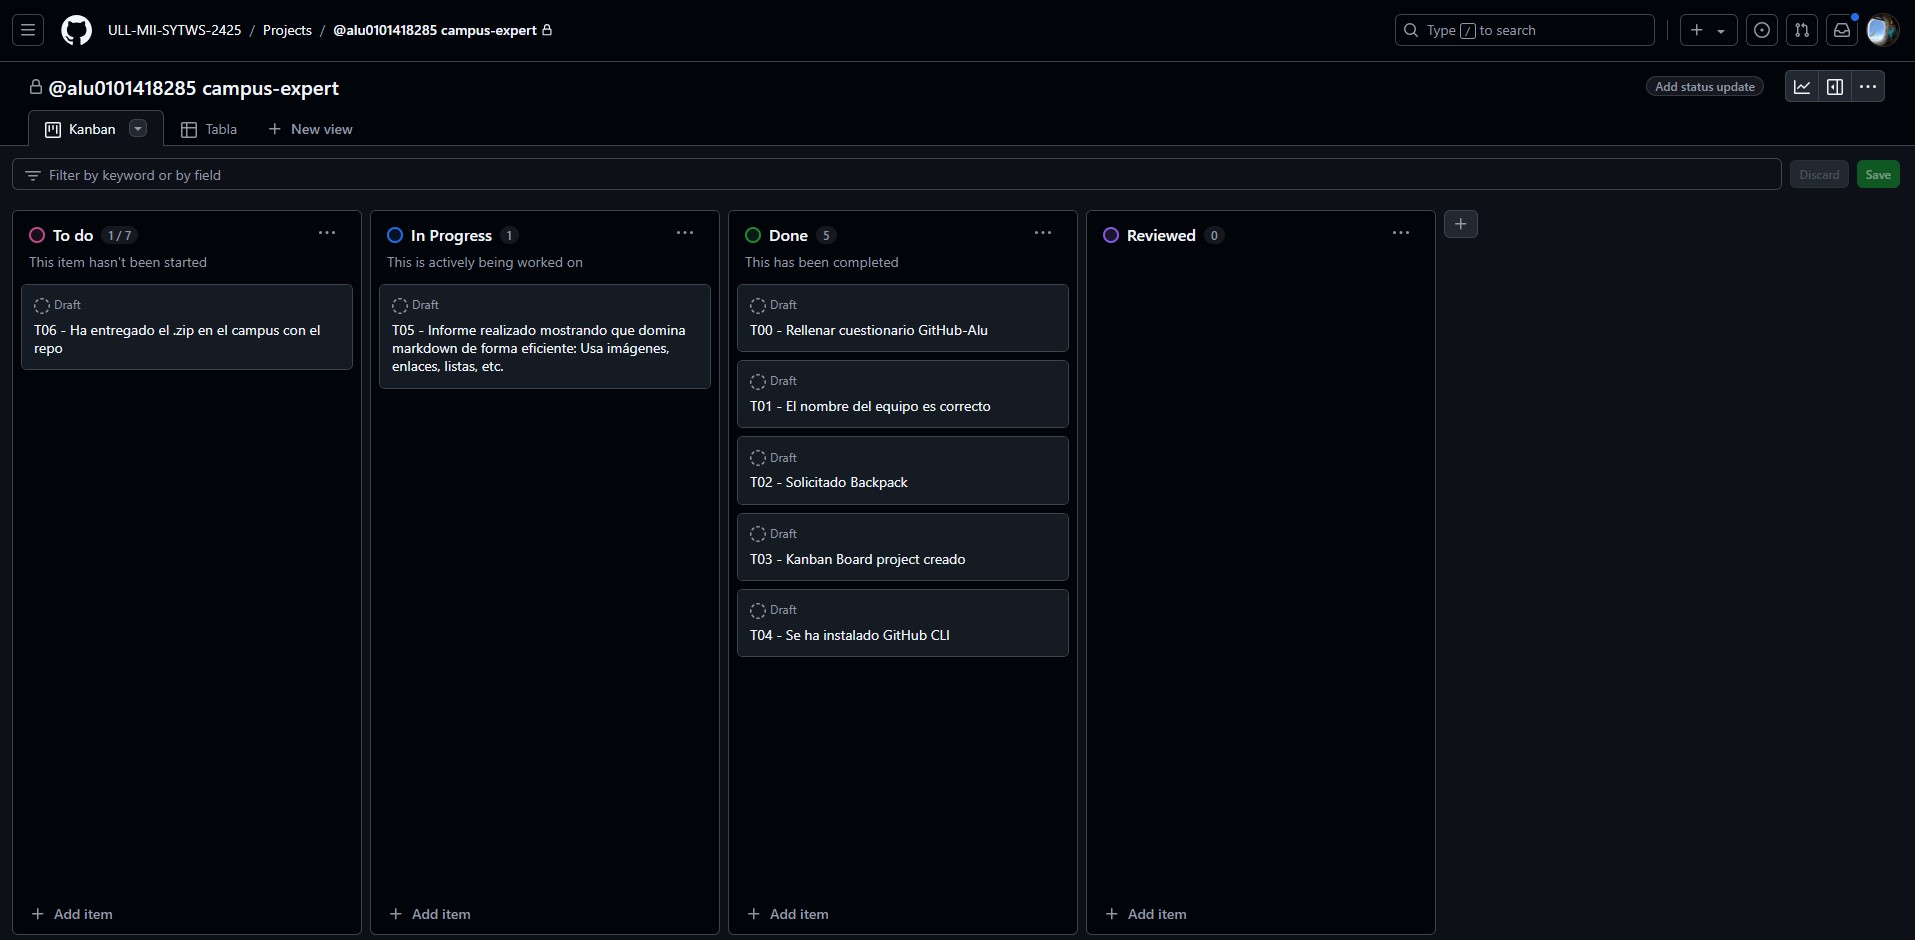 ULL-MII-SYTWS-2425 / Projects / @alu0101418285 campus-expert
Type / to search
@alu0101418285 campus-expert
Add status update
Kanban
Tabla
New view
Filter by keyword or by field
Discard
Save
To do 1 / 7
This item hasn't been started
Draft
T06 - Ha entregado el .zip en el campus con el
repo
Add item
In Progress 1
This is actively being worked on
Draft
T05 - Informe realizado mostrando que domina
markdown de forma eficiente: Usa imágenes,
enlaces, listas, etc.
Add item
Done 5
This has been completed
Draft
T00 - Rellenar cuestionario GitHub-Alu
Draft
T01 - El nombre del equipo es correcto
Draft
T02 - Solicitado Backpack
Draft
T03 - Kanban Board project creado
Draft
T04 - Se ha instalado GitHub CLI
Add item
Reviewed 0
Add item